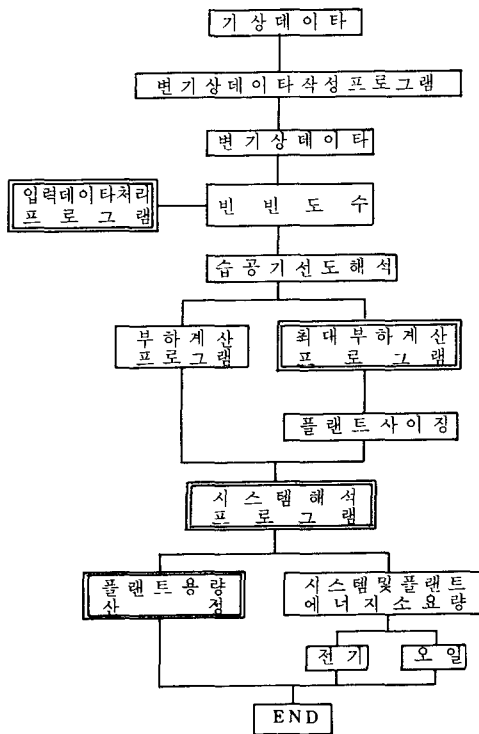 기상데이타
변기상데이타작성프로그램
변기상데이타
입력데이타처리
프로그램
빈빈도수
습공기선도해석
부하계산
프로그램
최대부하계산
프로그램
플랜트사이징
시스템해석
프로그램
플랜트용량
산정
시스템및플랜트
에너지소요량
전기
오일
END